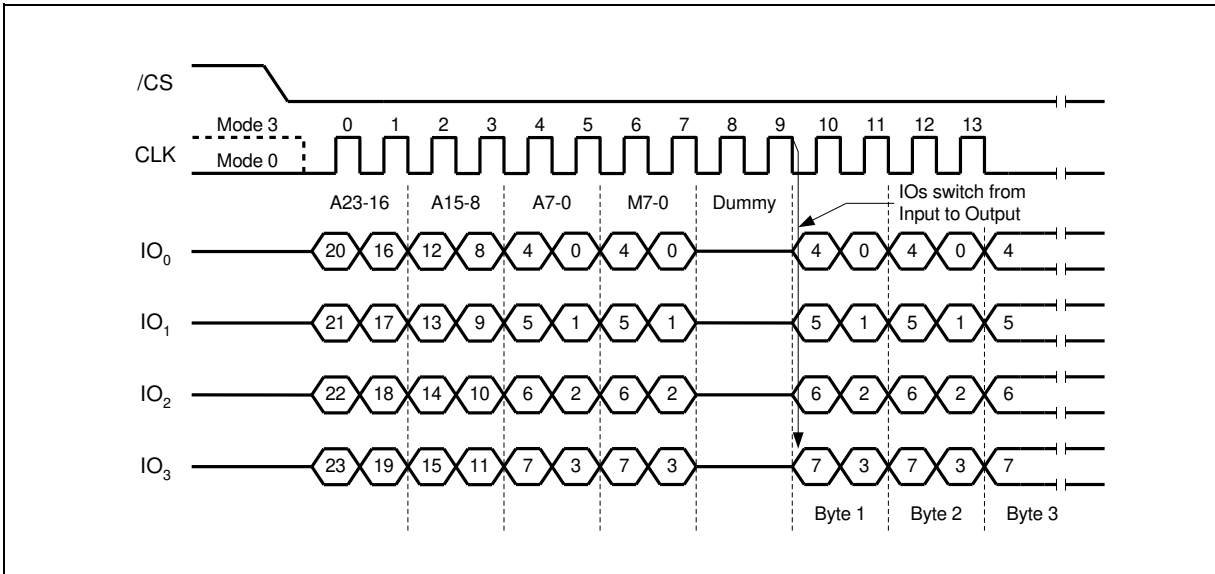 /CS
Mode 3 0 1 2 3 4 5 6 7 8 9 10 11 12 13
CLK
Mode 0
A23-16 A15-8 A7-0 M7-0 Dummy IOs switch from
Input to Output
IO0 20 16 12 8 4 0 4 0 4 0 4 0 4
IO1 21 17 13 9 5 1 5 1 5 1 5 1 5
IO2 22 18 14 10 6 2 6 2 6 2 6 2 6
IO3 23 19 15 11 7 3 7 3 7 3 7 3 7
Byte 1 Byte 2 Byte 3